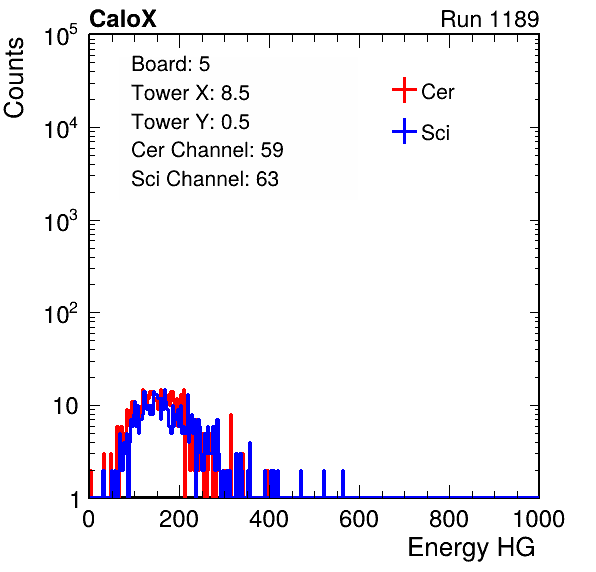 CaloX Run 1189
Counts
10^5
10^4
10^3
10^2
10
1
Board: 5
Tower X: 8.5
Tower Y: 0.5
Cer Channel: 59
Sci Channel: 63
Cer
Sci
0 200 400 600 800 1000
Energy HG